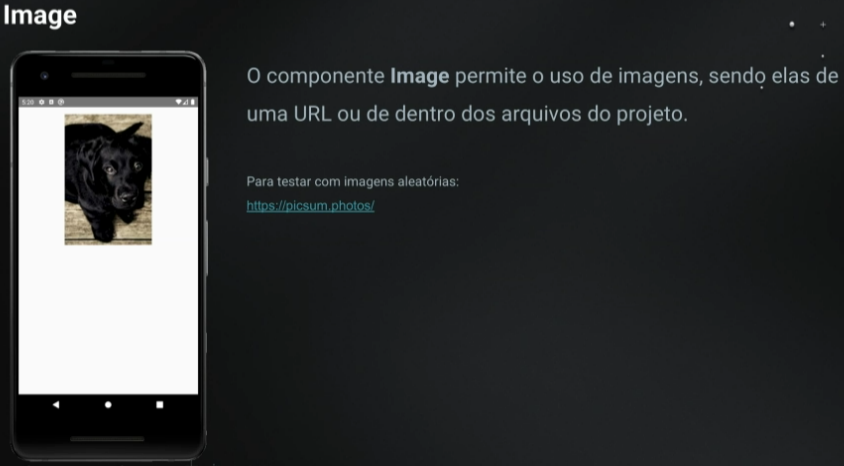 Image
5:28
O componente Image permite o uso de imagens, sendo elas de
uma URL ou de dentro dos arquivos do projeto.
Para testar com imagens aleatórias:
https://picsum.photos/